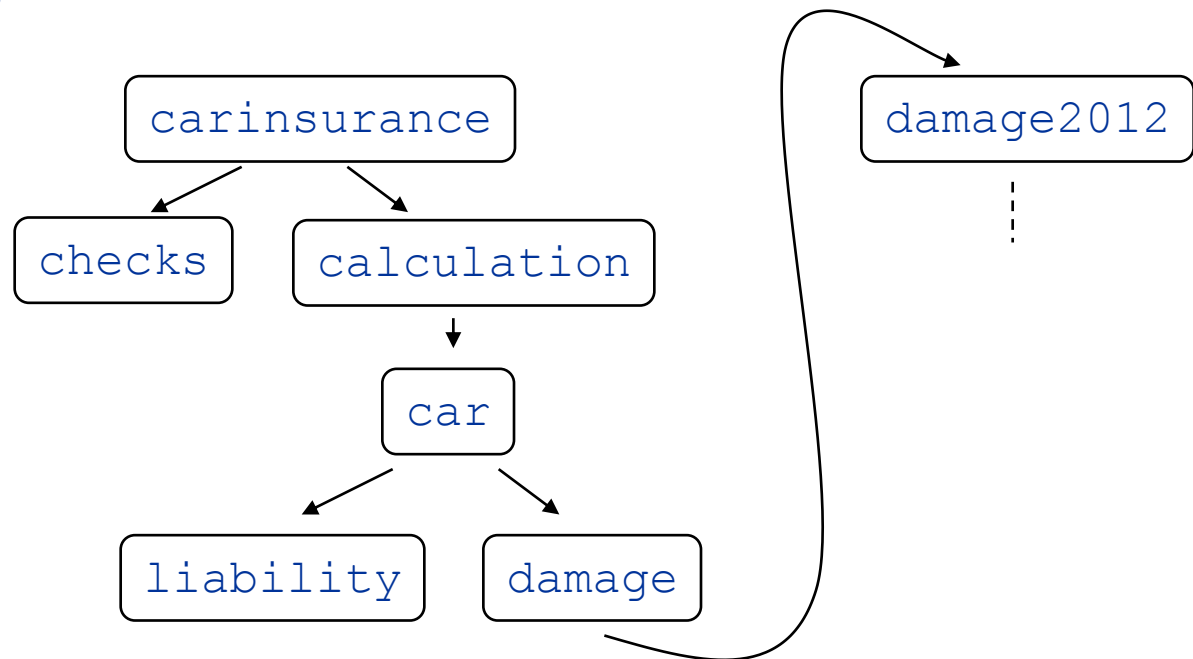 carinsurance
damage2012
checks
calculation
car
liability
damage